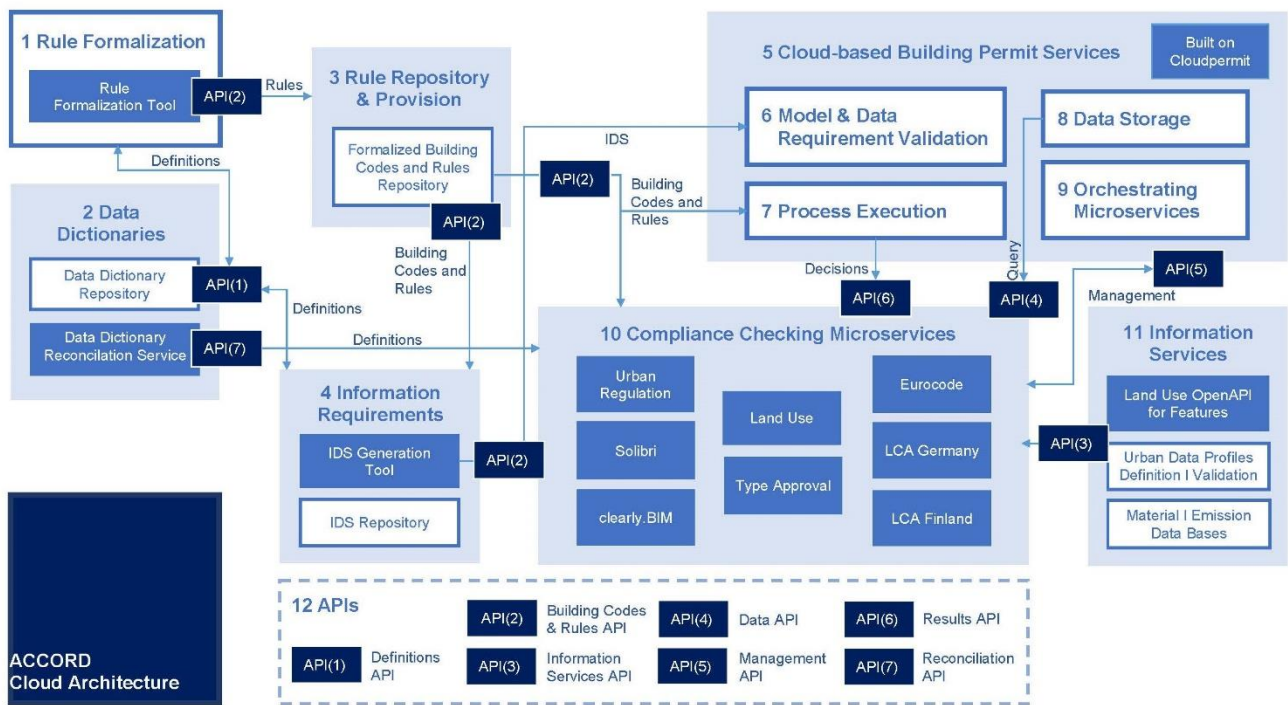 1 Rule Formalization
Rule
Formalization Tool
API(2)
Rules
Definitions
2 Data
Dictionaries
Data Dictionary
Repository
API(1)
Data Dictionary
Reconcilation Service
API(7)
Definitions
Definitions
3 Rule Repository
& Provision
Formalized Building
Codes and Rules
Repository
API(2)
API(2)
Building
Codes and
Rules
IDS
Building
Codes and
Rules
4 Information
Requirements
IDS Generation
Tool
API(2)
IDS Repository
5 Cloud-based Building Permit Services
Built on
Cloudpermit
6 Model & Data
Requirement Validation
7 Process Execution
8 Data Storage
9 Orchestrating
Microservices
Decisions
API(6)
Query
API(4)
API(5)
Management
10 Compliance Checking Microservices
Urban
Regulation
Solibri
clearly.BIM
Land Use
Type Approval
Eurocode
LCA Germany
LCA Finland
11 Information
Services
Land Use OpenAPI
for Features
API(3)
Urban Data Profiles
Definition I Validation
Material I Emission
Data Bases
ACCORD
Cloud Architecture
12 APIs
API(1)
Definitions
API
API(2)
Building Codes
& Rules API
API(3)
Information
Services API
API(4)
Data API
API(5)
Management
API
API(6)
Results API
API(7)
Reconciliation
API